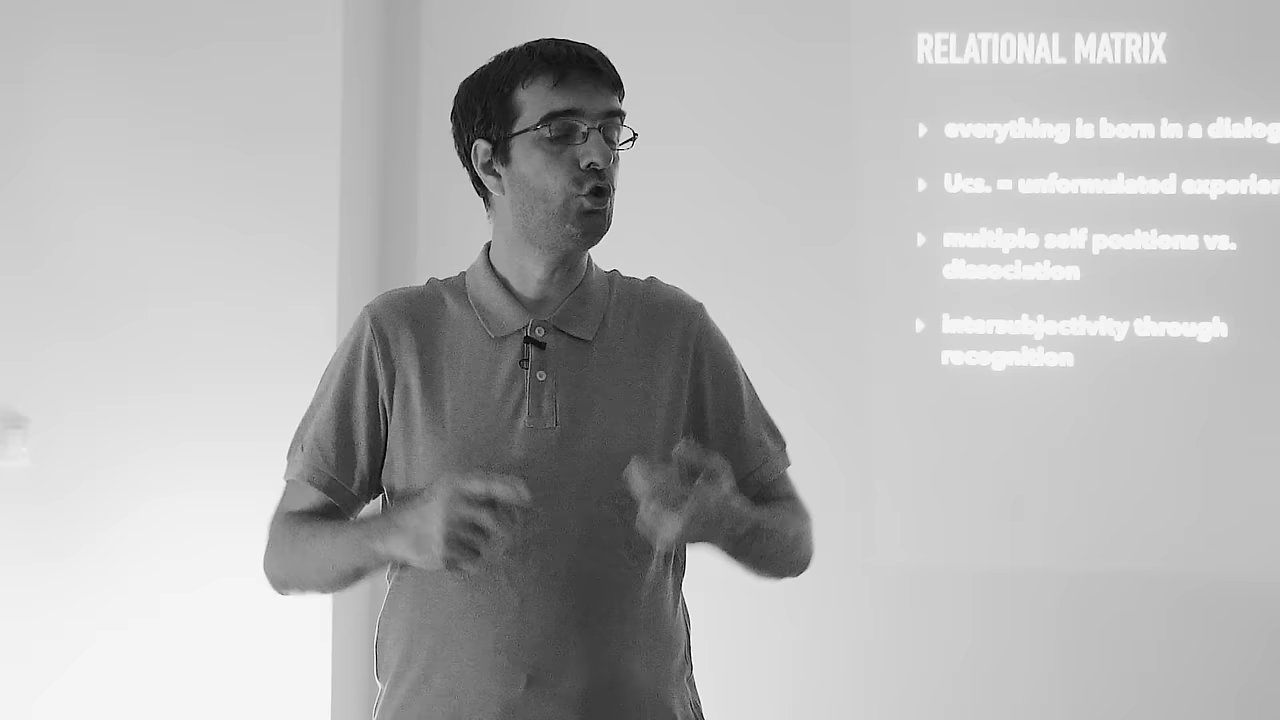 RELATIONAL MATRIX
everything is born in a dialog
Ucs. = unformulated experien
multiple self positions vs.
dissociation
intersubjectivity through
recognition